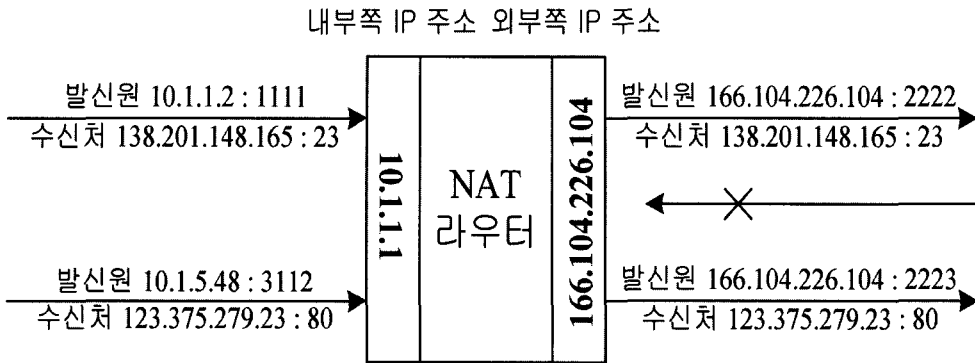 내부쪽 IP 주소 외부쪽 IP 주소
발신원 10.1.1.2 : 1111
수신처 138.201.148.165 : 23
10.1.1.1
NAT
라우터
166.104.226.104
발신원 166.104.226.104 : 2222
수신처 138.201.148.165 : 23
발신원 10.1.5.48 : 3112
수신처 123.375.279.23 : 80
발신원 166.104.226.104 : 2223
수신처 123.375.279.23 : 80